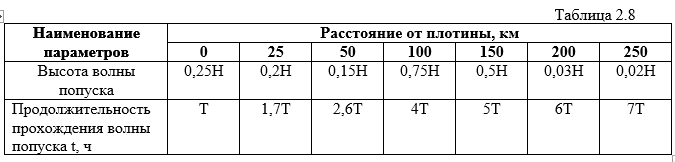 Таблица 2.8
Наименование параметров Расстояние от плотины, км
0 25 50 100 150 200 250
Высота волны попуска 0,25Н 0,2Н 0,15Н 0,75Н 0,5Н 0,03Н 0,02Н
Продолжительность прохождения волны попуска t, ч Т 1,7Т 2,6Т 4Т 5Т 6Т 7Т